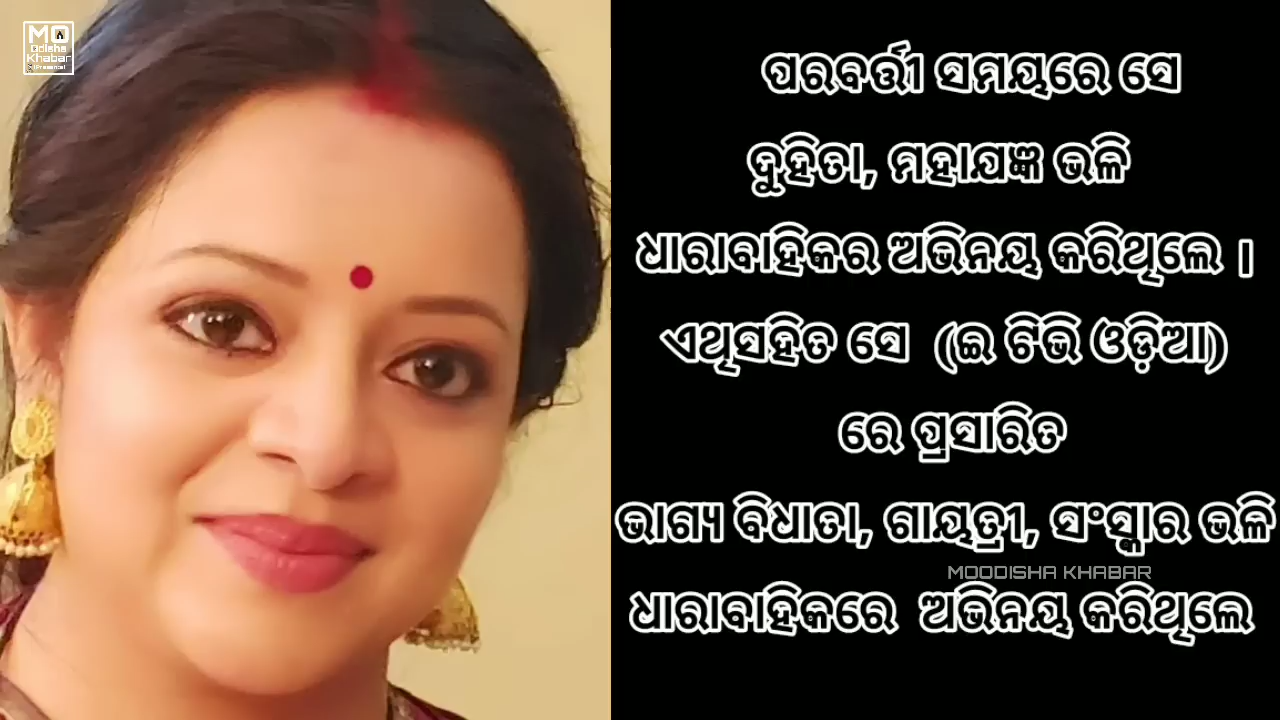 MO
Odisha
Khabar
ପରବର୍ତ୍ତୀ ସମୟରେ ସେ
ଦୁହିତା, ମହାଯଜ୍ଞ ଭଳି
ଧାରାବାହିକର ଅଭିନୟ କରିଥିଲେ ।
ଏଥିସହିତ ସେ (ଇ ଟିଭି ଓଡ଼ିଆ)
ରେ ପ୍ରସାରିତ
ଭାଗ୍ୟ ବିଧାତା, ଗାୟତ୍ରୀ, ସଂସ୍କାର ଭଳି
MOODISHA KHABAR
ଧାରାବାହିକରେ ଅଭିନୟ କରିଥିଲେ